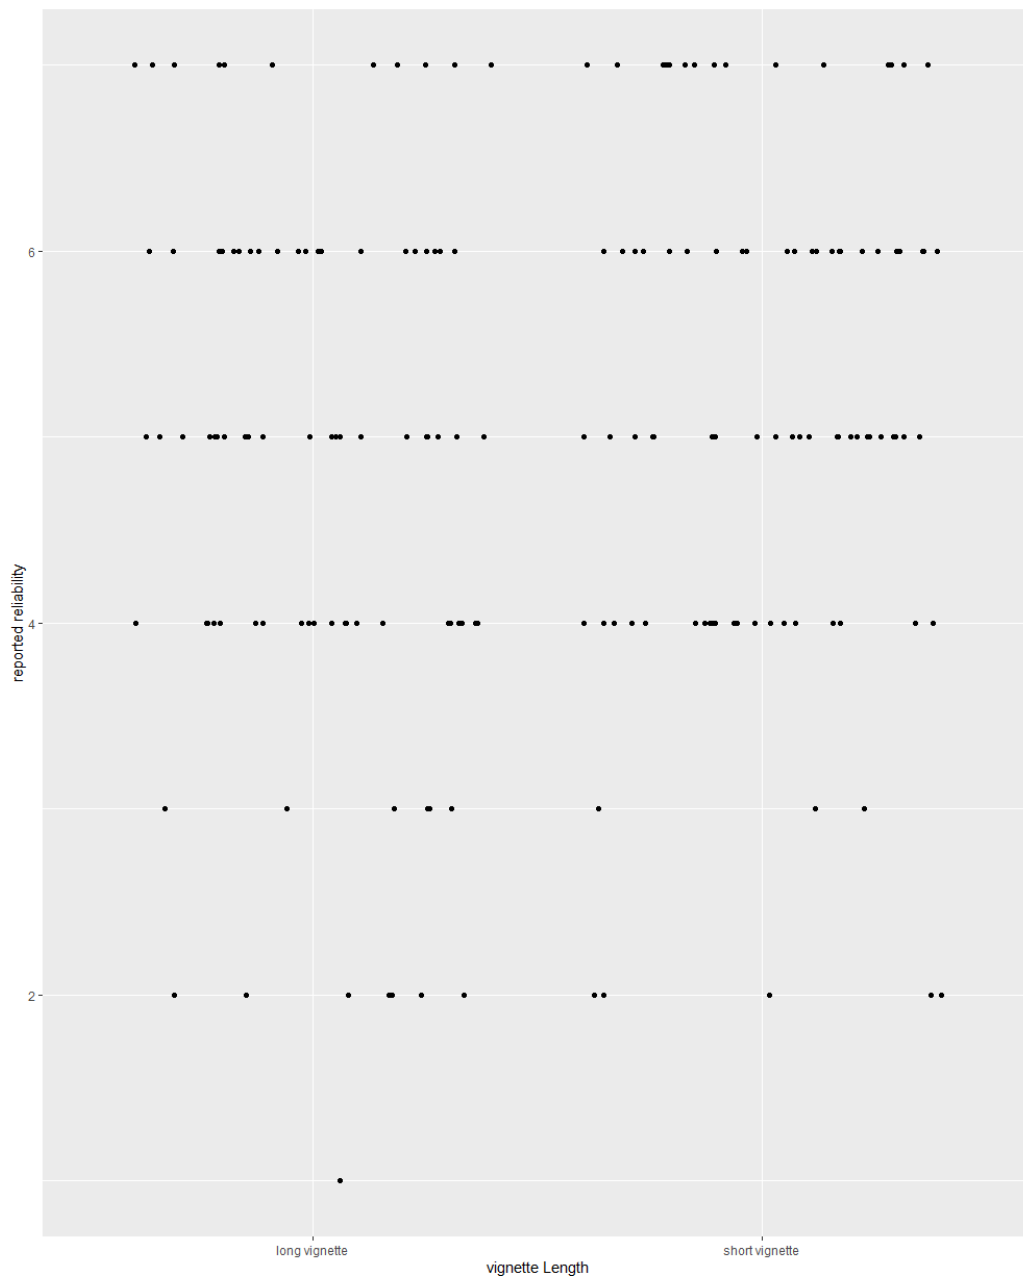 6
4
2
reported reliability
long vignette
short vignette
vignette Length